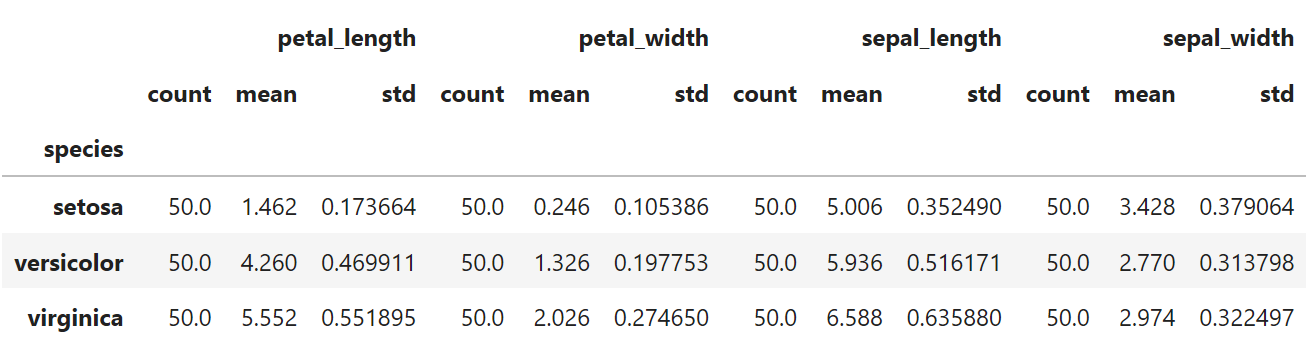 petal_length petal_width sepal_length sepal_width
count mean std count mean std count mean std count mean std
species
setosa 50.0 1.462 0.173664 50.0 0.246 0.105386 50.0 5.006 0.352490 50.0 3.428 0.379064
versicolor 50.0 4.260 0.469911 50.0 1.326 0.197753 50.0 5.936 0.516171 50.0 2.770 0.313798
virginica 50.0 5.552 0.551895 50.0 2.026 0.274650 50.0 6.588 0.635880 50.0 2.974 0.322497